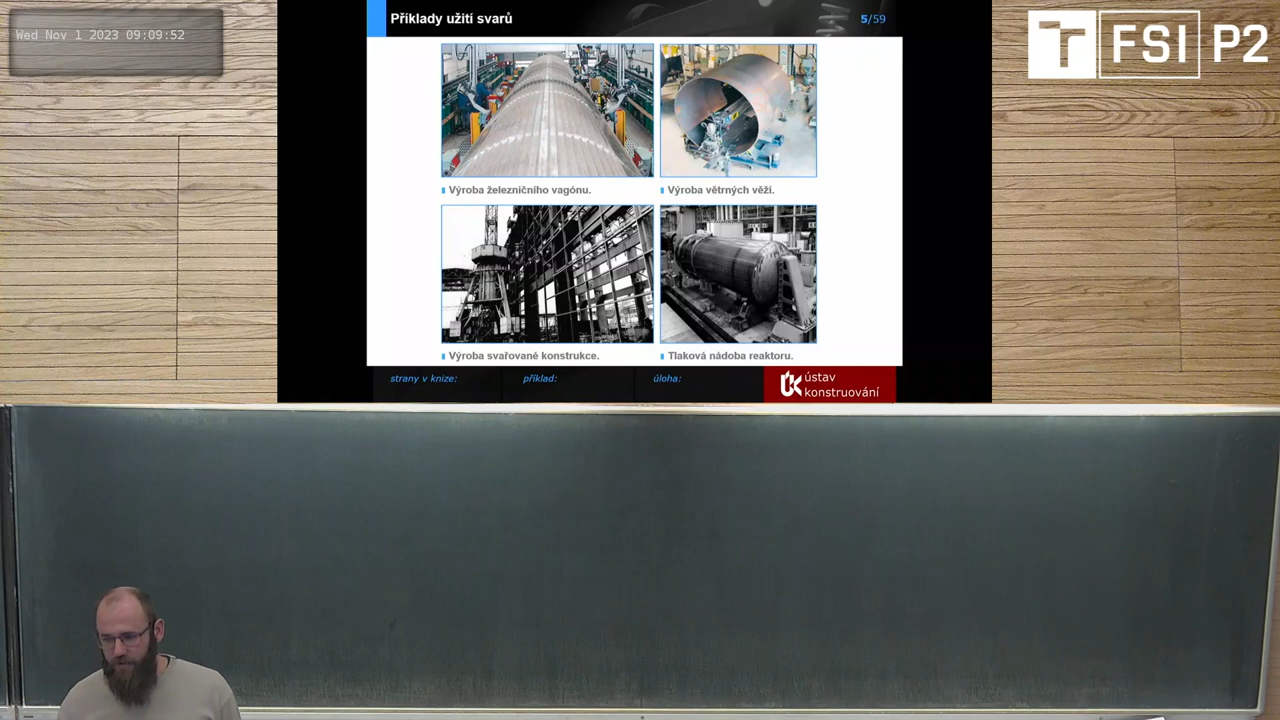 Wed Nov 1 2023 09:09:52
Příklady užití svarů
5/59
FSI P2
Výroba železničního vagónu.
Výroba větrných věží.
Výroba svařované konstrukce.
Tlaková nádoba reaktoru.
strany v knize:
příklad:
úloha:
ústav
konstruování